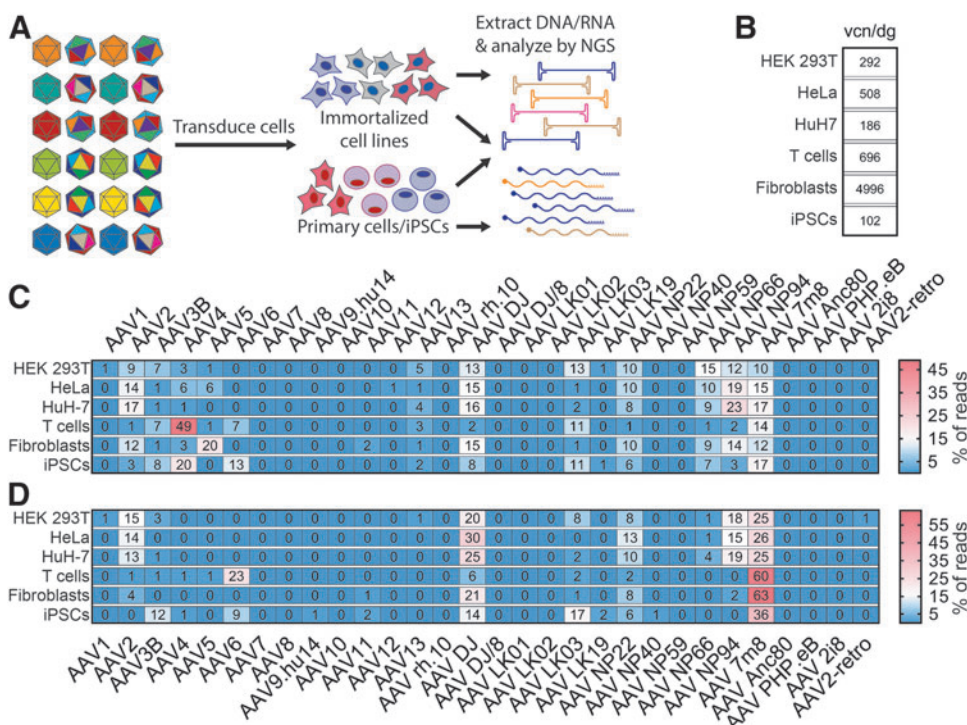 A
Transduce cells
Immortalized
cell lines
Primary cells/iPSCs
Extract DNA/RNA
& analyze by NGS
B
vcn/dg
HEK 293T 292
HeLa 508
HuH7 186
T cells 696
Fibroblasts 4996
iPSCs 102
C
AAV1
AAV2
AAV3B
AAV4
AAV5
AAV6
AAV7
AAV8
AAV9.hu14
AAV10
AAV11
AAV12
AAV13
AAV rh.10
AAV DJ
AAV DJ/8
AAV LK01
AAV LK02
AAV LK03
AAV LK19
AAV NP22
AAV NP40
AAV NP59
AAV NP66
AAV NP94
AAV 7m8
AAV Anc80
AAV PHP.eB
AAV 2i8
AAV2-retro
HEK 293T 1 9 7 3 1 0 0 0 0 0 0 0 5 0 13 0 0 0 13 1 10 0 0 15 12 10 0 0 0 0
HeLa 0 14 1 6 6 0 0 0 0 0 0 1 1 0 15 0 0 0 1 0 10 0 0 10 19 15 0 0 0 0
HuH-7 0 17 1 1 0 0 0 0 0 0 0 0 4 0 16 0 0 0 2 0 8 0 0 9 23 17 0 0 0 0
T cells 0 1 7 49 1 7 0 0 0 0 0 0 3 0 2 0 0 0 11 0 1 0 0 1 2 14 0 0 0 0
Fibroblasts 0 12 1 3 20 0 0 0 0 0 2 0 1 0 15 0 0 0 1 0 10 0 0 9 14 12 0 0 0 0
iPSCs 0 3 8 20 0 13 0 0 0 0 0 0 2 0 8 0 0 0 11 1 6 0 0 7 3 17 0 0 0 0
45
35
25
15
5
% of reads
D
HEK 293T 1 15 3 0 0 0 0 0 0 0 0 0 1 0 20 0 0 0 8 0 8 0 0 1 18 25 0 0 0 1
HeLa 0 14 0 0 0 0 0 0 0 0 0 0 0 0 30 0 0 0 0 0 13 0 0 1 15 26 0 0 0 0
HuH-7 0 13 1 0 0 0 0 0 0 0 0 0 0 0 25 0 0 0 2 0 10 0 0 4 19 25 0 0 0 0
T cells 0 1 1 1 1 23 0 0 0 0 0 0 0 0 6 0 0 0 2 0 2 0 0 0 0 60 0 0 0 0
Fibroblasts 0 4 0 0 0 0 0 0 0 0 1 0 0 0 21 0 0 0 2 0 8 0 0 0 2 63 0 0 0 0
iPSCs 0 0 12 1 0 9 0 0 1 0 2 0 0 0 14 0 0 0 17 2 6 1 0 0 0 36 0 0 0 0
55
45
35
25
15
5
% of reads
AAV1
AAV2
AAV3B
AAV4
AAV5
AAV6
AAV7
AAV8
AAV9.hu14
AAV10
AAV11
AAV12
AAV13
AAV rh.10
AAV DJ
AAV DJ/8
AAV LK01
AAV LK02
AAV LK03
AAV LK19
AAV NP22
AAV NP40
AAV NP59
AAV NP66
AAV NP94
AAV 7m8
AAV Anc80
AAV PHP.eB
AAV 2i8
AAV2-retro